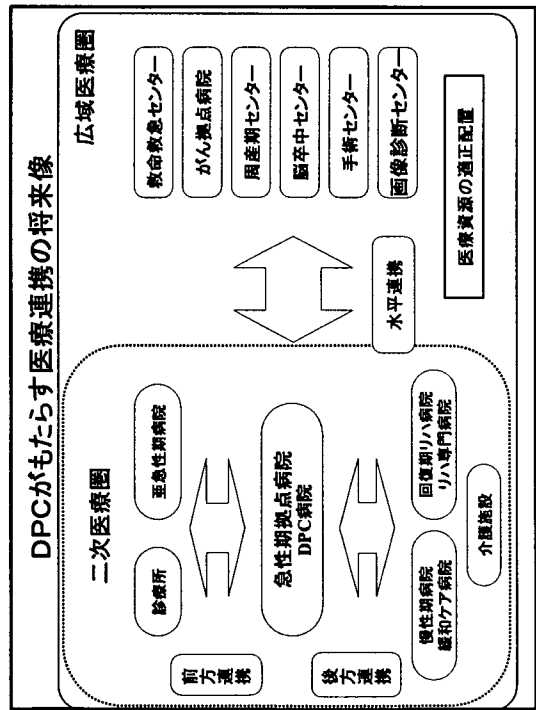 DPCがもたらす医療連携の将来像
二次医療圏
広域医療圏
前方
連携
診療所
亜急性期病院
急性期拠点病院
DPC病院
後方
連携
慢性期病院
緩和ケア病院
回復期リハ病院
リハ専門病院
介護施設
水平連携
救命救急センター
がん拠点病院
周産期センター
脳卒中センター
手術センター
画像診断センター
医療資源の適正配置